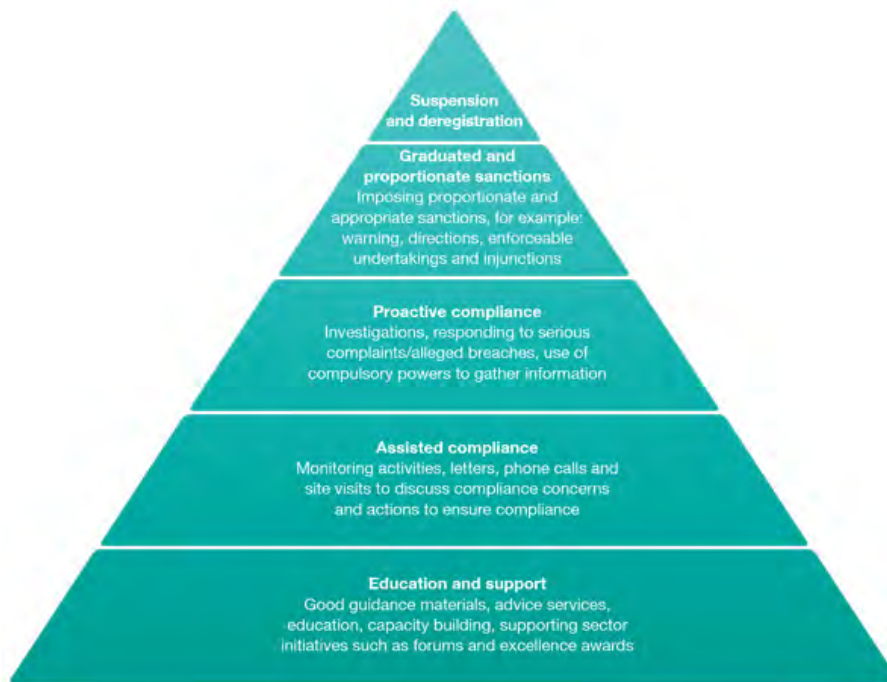 Suspension
and deregistration
Graduated and
proportionate sanctions
Imposing proportionate and
appropriate sanctions, for example:
warning, directions, enforceable
undertakings and injunctions
Proactive compliance
Investigations, responding to serious
complaints/alleged breaches, use of
compulsory powers to gather information
Assisted compliance
Monitoring activities, letters, phone calls and
site visits to discuss compliance concerns
and actions to ensure compliance
Education and support
Good guidance materials, advice services,
education, capacity building, supporting sector
initiatives such as forums and excellence awards